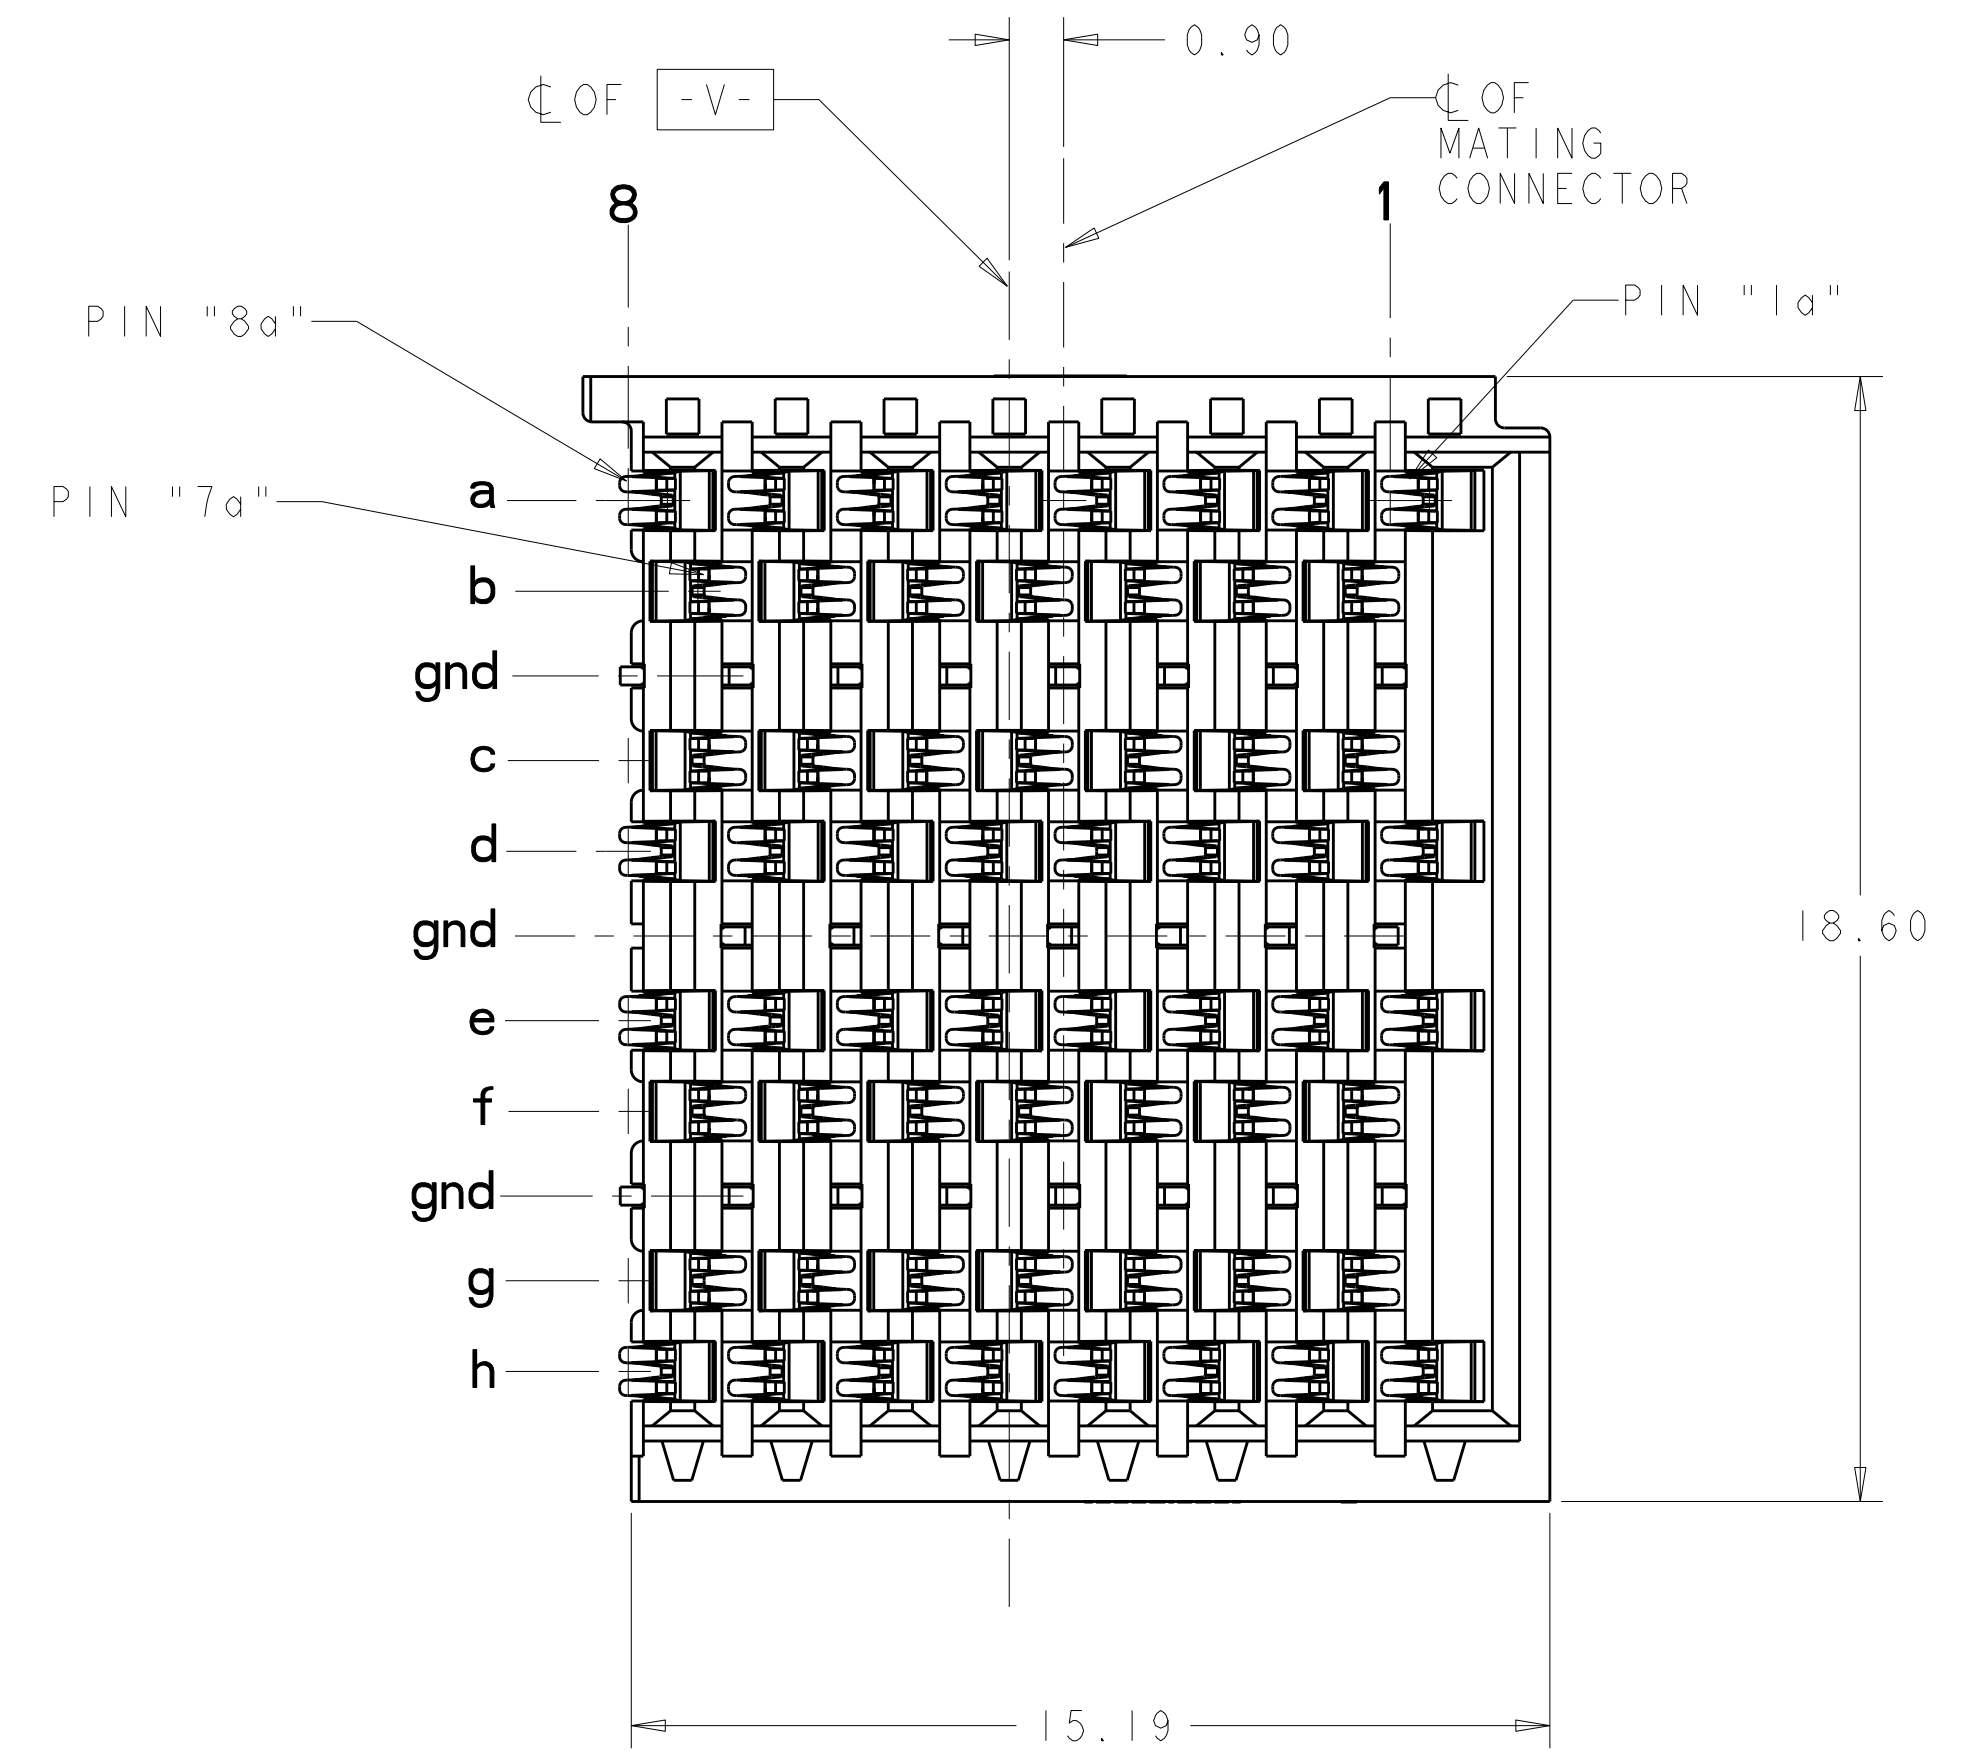 0.90
℄ OF -V-
℄ OF
MATING
CONNECTOR
8
1
PIN "8a"
PIN "1a"
PIN "7a"
a
b
gnd
c
d
gnd
18.60
e
f
gnd
g
h
15.19